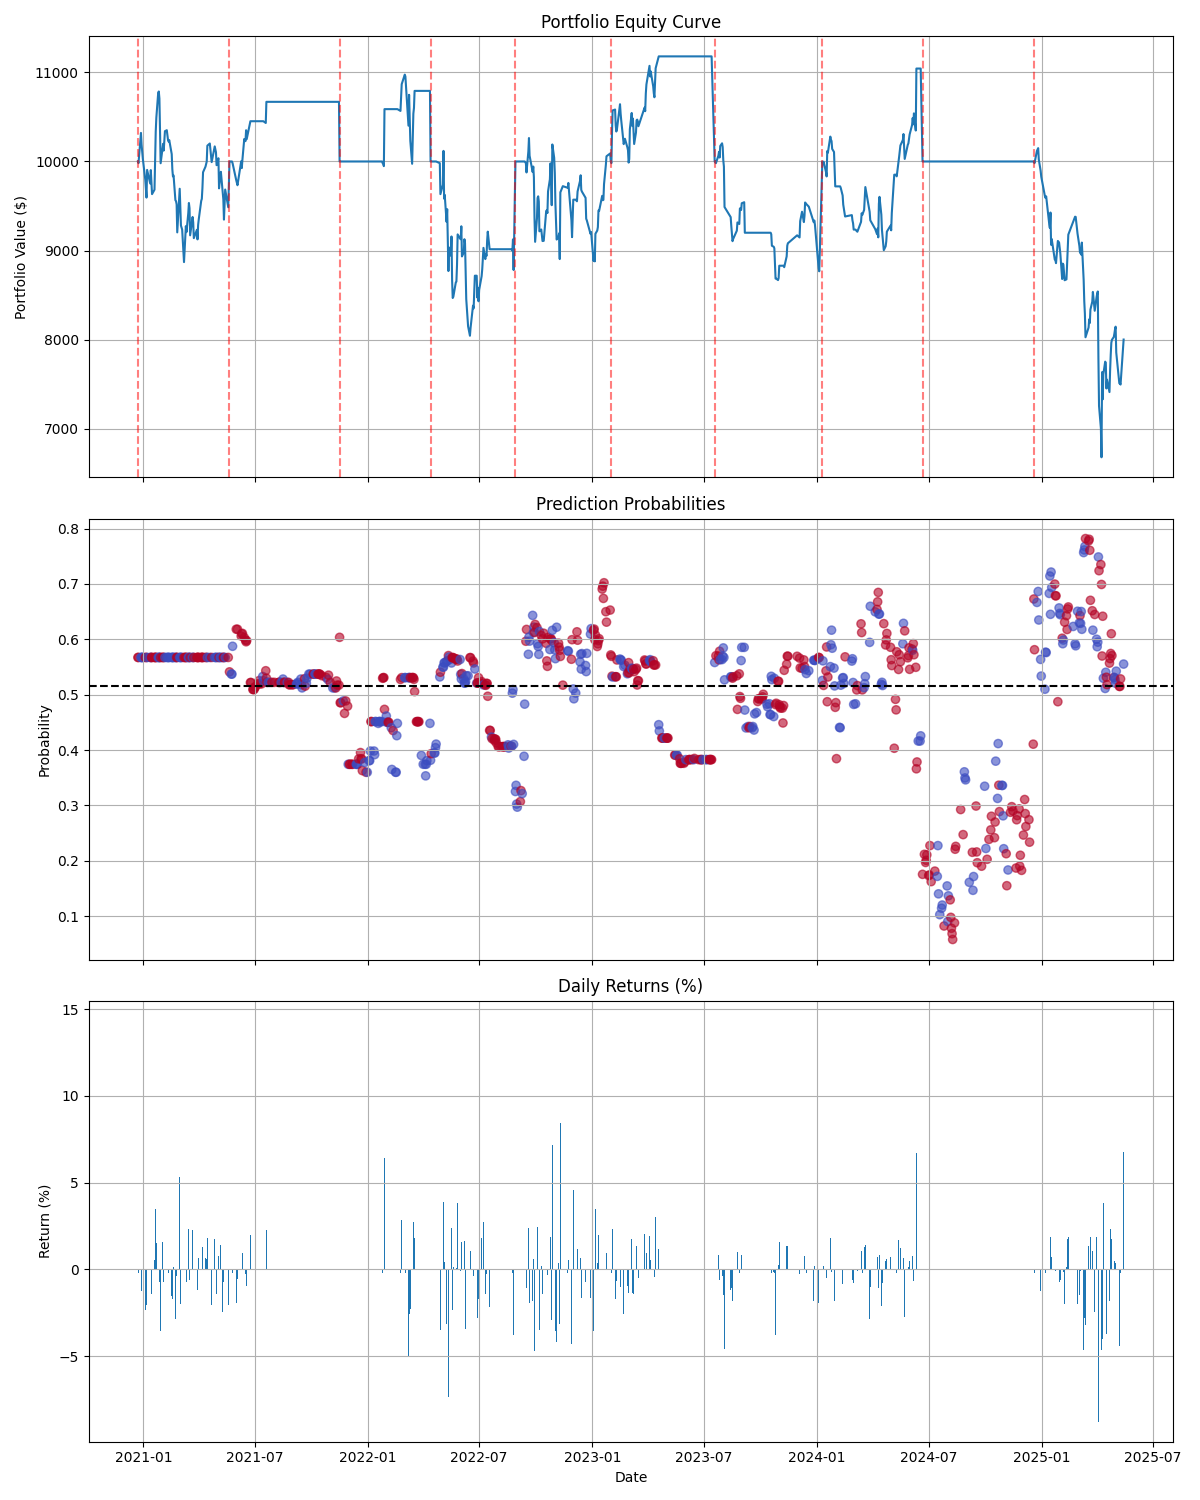 Portfolio Equity Curve
Portfolio Value ($)
11000
10000
9000
8000
7000
Prediction Probabilities
Probability
0.8
0.7
0.6
0.5
0.4
0.3
0.2
0.1
Daily Returns (%)
Return (%)
15
10
5
0
−5
2021-01 2021-07 2022-01 2022-07 2023-01 2023-07 2024-01 2024-07 2025-01 2025-07
Date